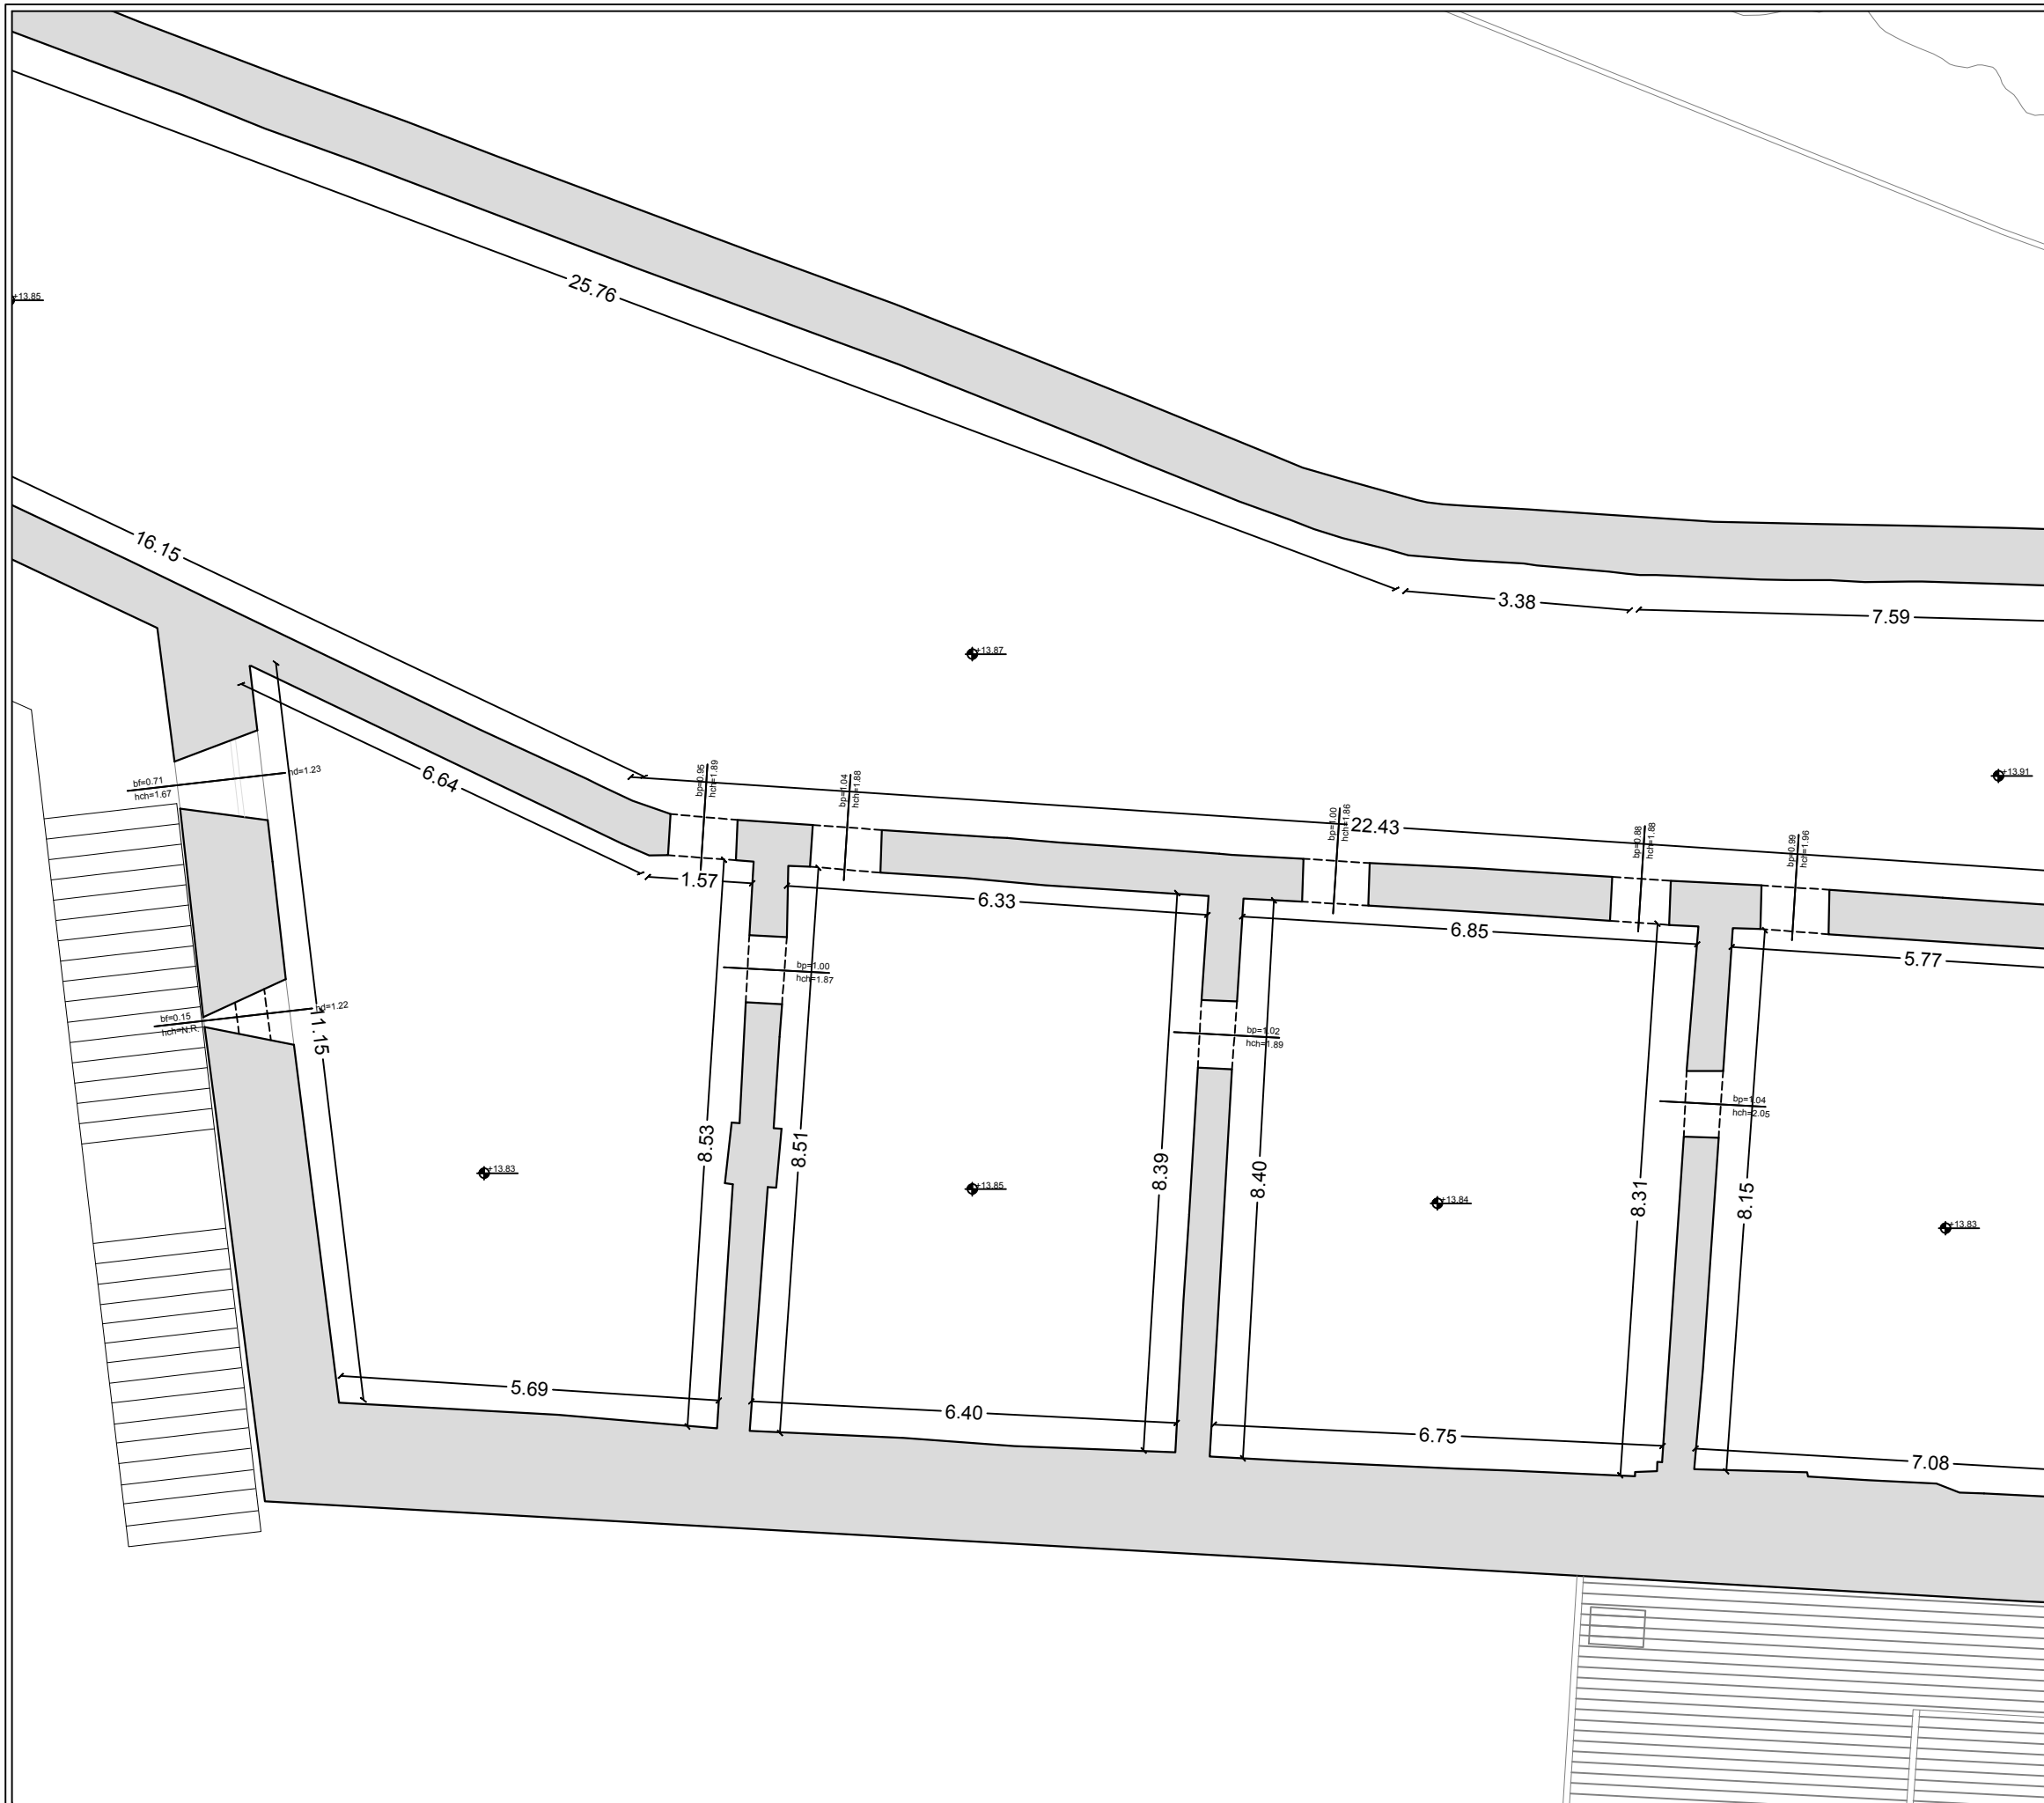 +13.85
25.76
16.15
3.38
7.59
+13.87
+13.91
bf=0.71
hch=1.67
hd=1.23
6.64
bp=0.95
hch=1.89
bp=1.04
hch=1.88
bp=1.00
hch=1.86
22.43
bp=0.88
hch=1.88
bp=0.99
hch=1.96
1.57
6.33
6.85
5.77
bp=1.00
hch=1.87
bf=0.15
hch=N.R.
hd=1.22
11.15
bp=1.02
hch=1.89
bp=1.04
hch=2.05
8.53
8.51
8.39
8.40
8.31
8.15
+13.83
+13.85
+13.84
+13.83
5.69
6.40
6.75
7.08